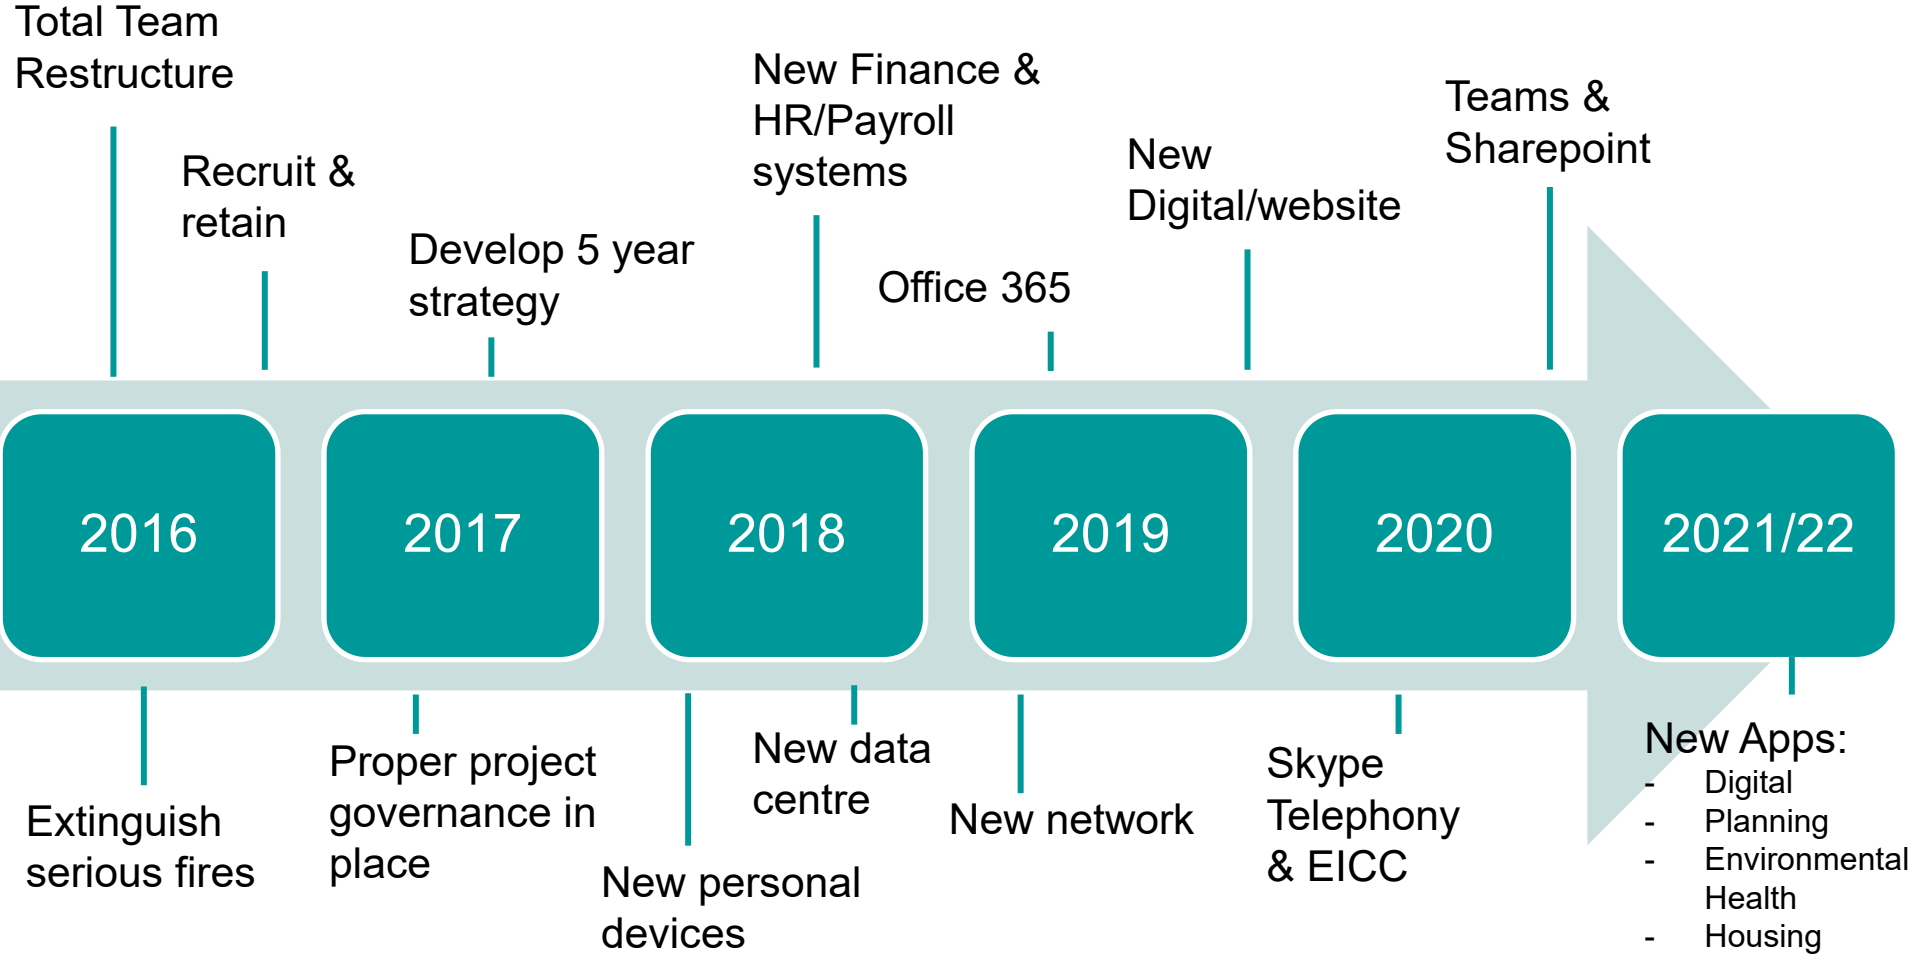 Total Team
Restructure
Recruit &
retain
Develop 5 year
strategy
New Finance &
HR/Payroll
systems
Office 365
New
Digital/website
Teams &
Sharepoint
2016
2017
2018
2019
2020
2021/22
Extinguish
serious fires
Proper project
governance in
place
New personal
devices
New data
centre
New network
Skype
Telephony
& EICC
New Apps:
- Digital
- Planning
- Environmental
Health
- Housing